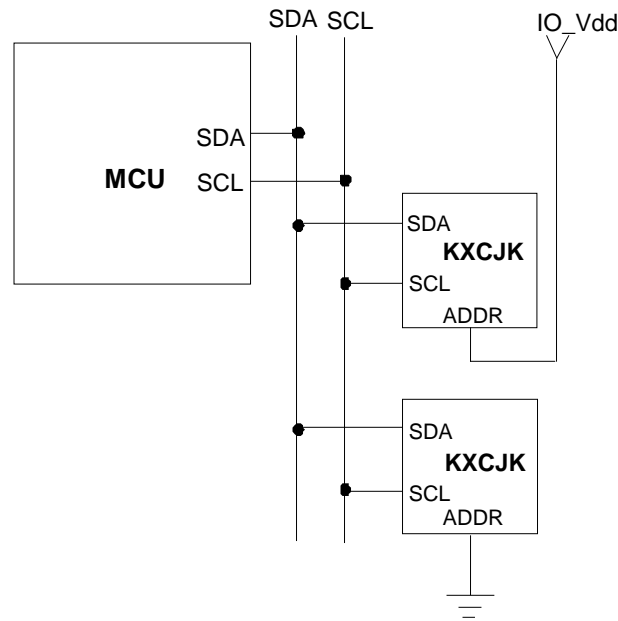 SDA SCL
IO_Vdd
SDA
MCU
SCL
SDA
KXCJK
SCL
ADDR
SDA
KXCJK
SCL
ADDR